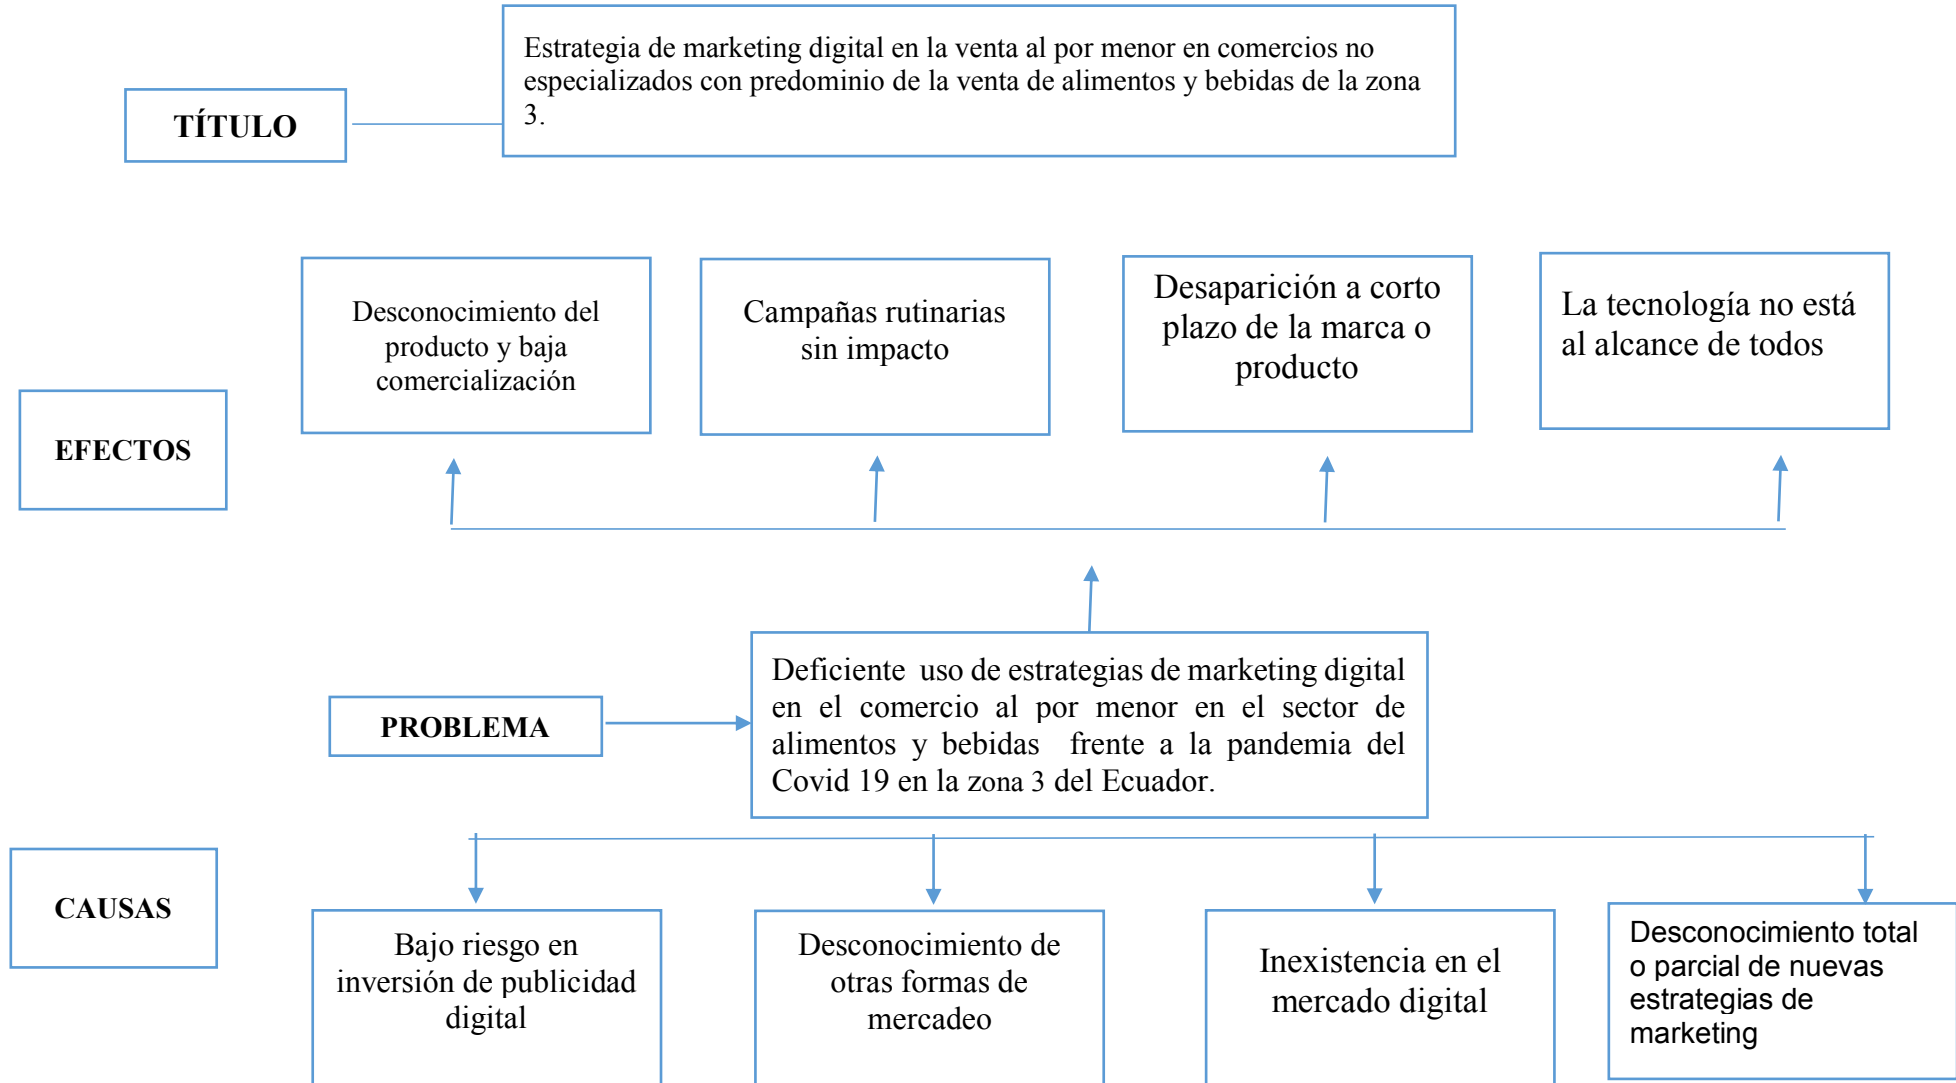 Estrategia de marketing digital en la venta al por menor en comercios no
especializados con predominio de la venta de alimentos y bebidas de la zona
3.
TÍTULO
Desconocimiento del
producto y baja
comercialización
Campañas rutinarias
sin impacto
Desaparición a corto
plazo de la marca o
producto
La tecnología no está
al alcance de todos
EFECTOS
Deficiente uso de estrategias de marketing digital
en el comercio al por menor en el sector de
alimentos y bebidas frente a la pandemia del
Covid 19 en la zona 3 del Ecuador.
PROBLEMA
CAUSAS
Bajo riesgo en
inversión de publicidad
digital
Desconocimiento de
otras formas de
mercadeo
Inexistencia en el
mercado digital
Desconocimiento total
o parcial de nuevas
estrategias de
marketing